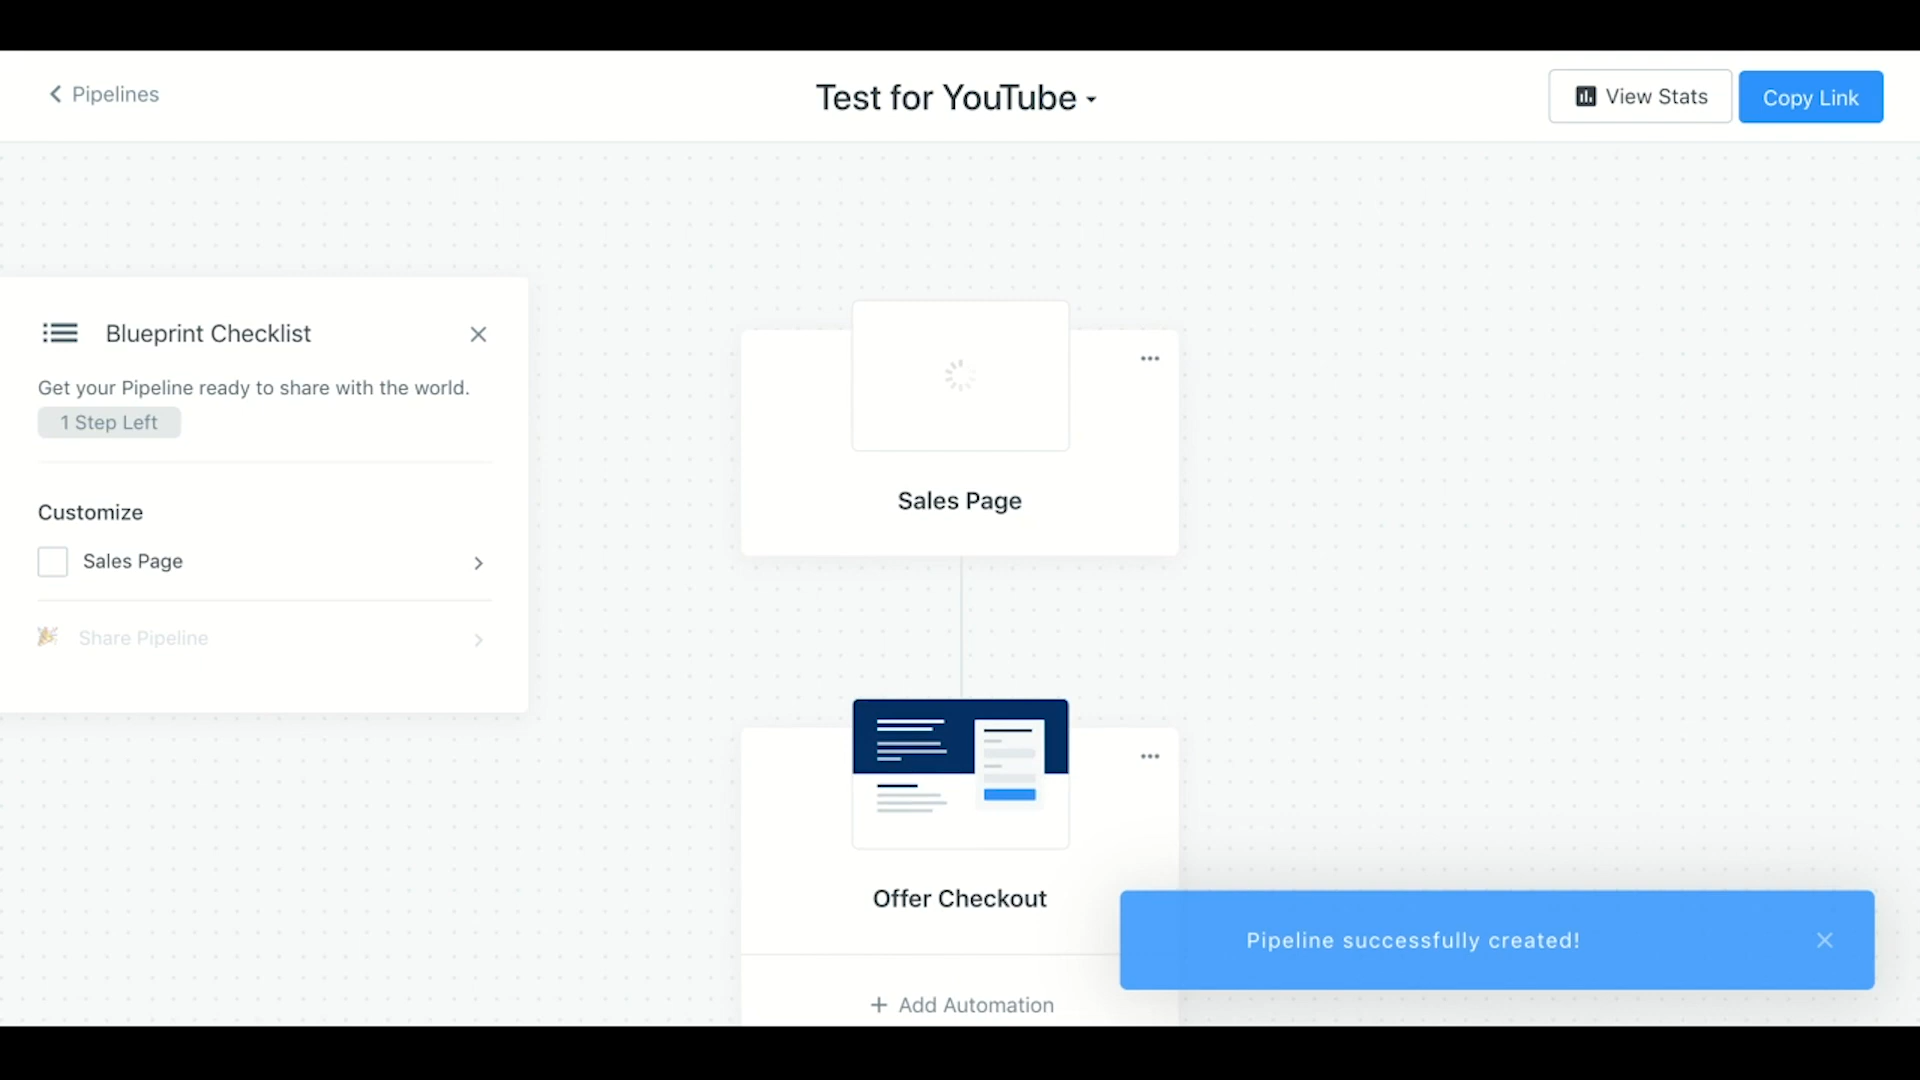 Pipelines
Test for YouTube
View Stats
Copy Link
Blueprint Checklist
Get your Pipeline ready to share with the world.
1 Step Left
Customize
Sales Page
Share Pipeline
Sales Page
Offer Checkout
+ Add Automation
Pipeline successfully created!